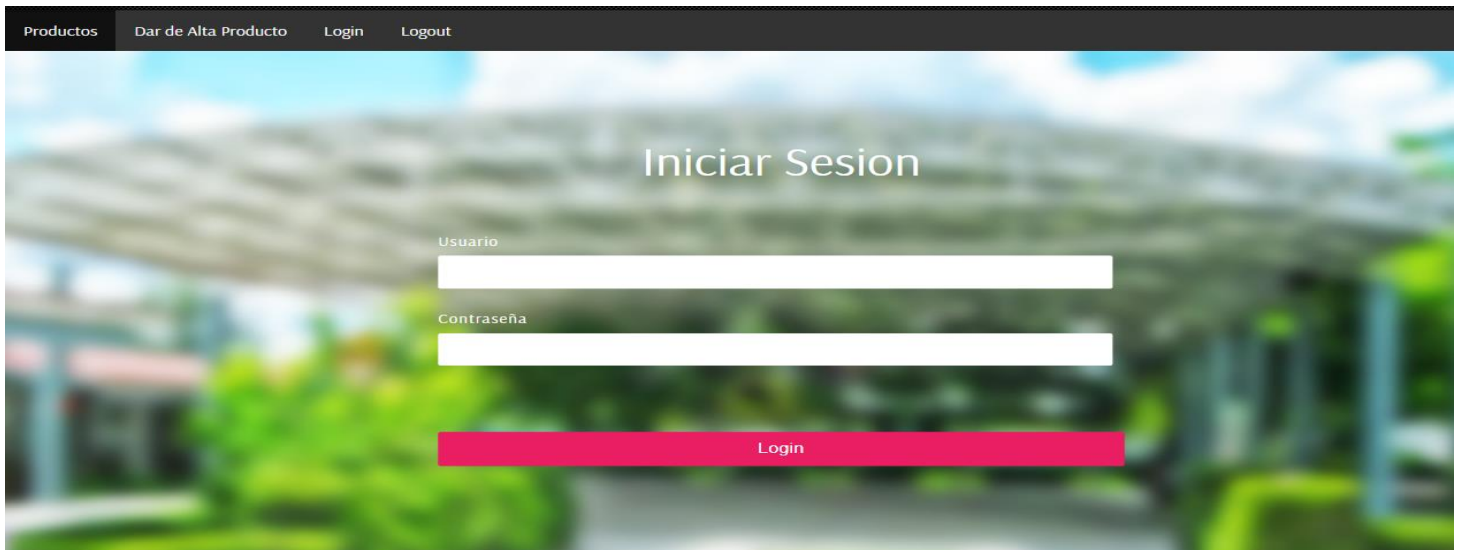 Productos Dar de Alta Producto Login Logout
Iniciar Sesion
Usuario
Contraseña
Login